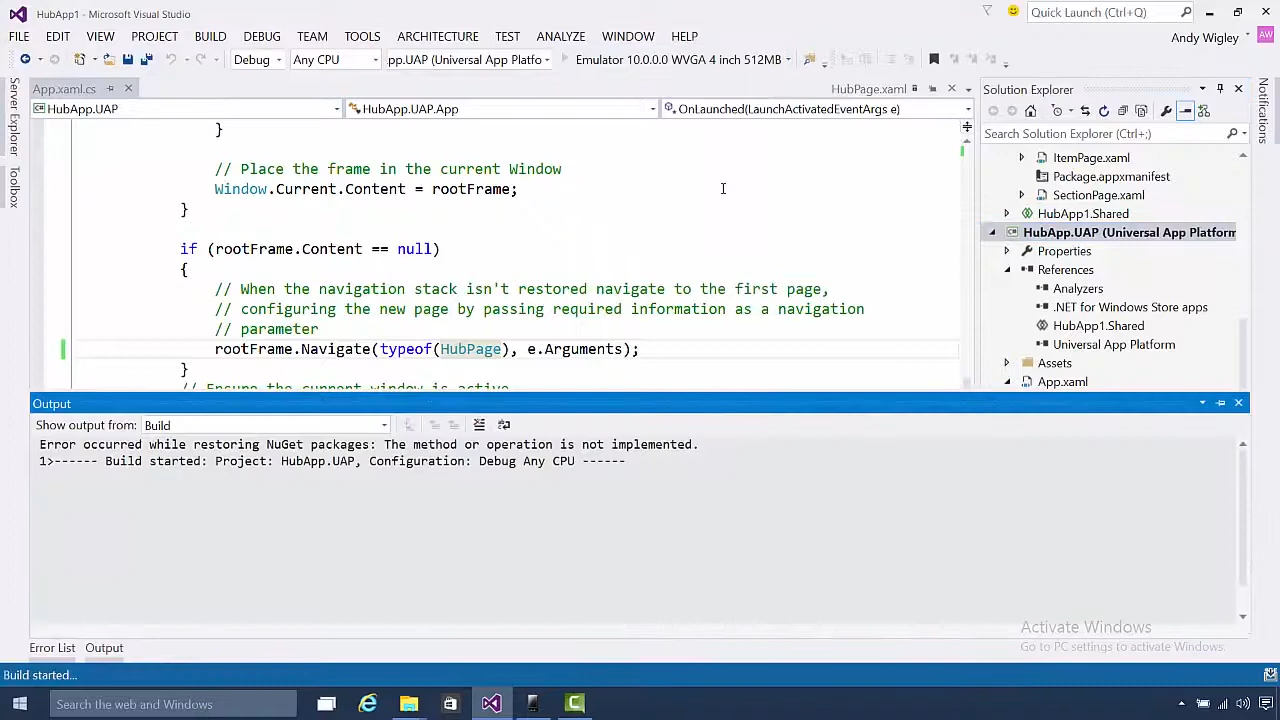 HubApp1 - Microsoft Visual Studio
Quick Launch (Ctrl+Q)
FILE EDIT VIEW PROJECT BUILD DEBUG TEAM TOOLS ARCHITECTURE TEST ANALYZE WINDOW HELP
Andy Wigley AW
Debug Any CPU pp.UAP (Universal App Platfo Emulator 10.0.0.0 WVGA 4 inch 512MB
Server Explorer
Toolbox
App.xaml.cs
HubPage.xaml
HubApp.UAP HubApp.UAP.App OnLaunched(LaunchActivatedEventArgs e)
}
// Place the frame in the current Window
Window.Current.Content = rootFrame;
}
if (rootFrame.Content == null)
{
// When the navigation stack isn't restored navigate to the first page,
// configuring the new page by passing required information as a navigation
// parameter
rootFrame.Navigate(typeof(HubPage), e.Arguments);
}
// Ensure the current window is active
Solution Explorer
Search Solution Explorer (Ctrl+;)
ItemPage.xaml
Package.appxmanifest
SectionPage.xaml
HubApp1.Shared
HubApp.UAP (Universal App Platform
Properties
References
Analyzers
.NET for Windows Store apps
HubApp1.Shared
Universal App Platform
Assets
App.xaml
Notifications
Output
Show output from: Build
Error occurred while restoring NuGet packages: The method or operation is not implemented.
1>------ Build started: Project: HubApp.UAP, Configuration: Debug Any CPU ------
Activate Windows
Go to PC settings to activate Windows.
Error List Output
Build started...
Search the web and Windows